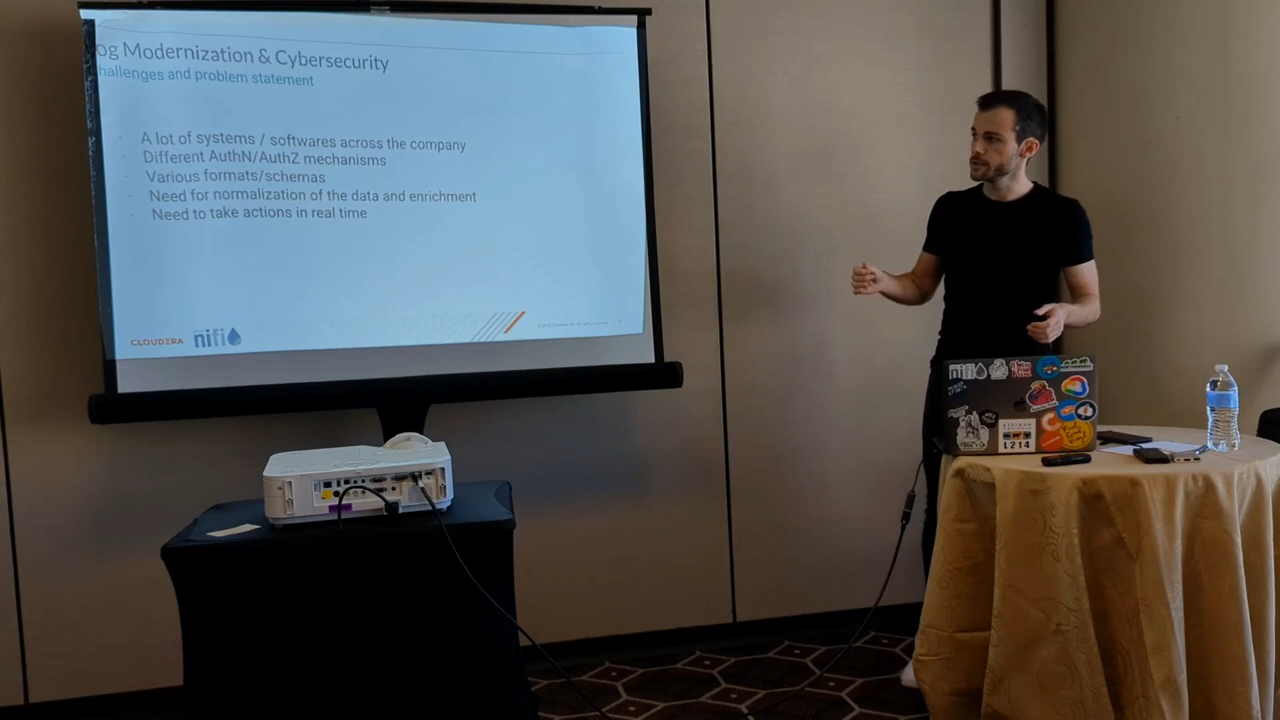 og Modernization & Cybersecurity
hallenges and problem statement
- A lot of systems / softwares across the company
- Different AuthN/AuthZ mechanisms
- Various formats/schemas
- Need for normalization of the data and enrichment
- Need to take actions in real time
CLOUDERA
nifi
nifi
L214